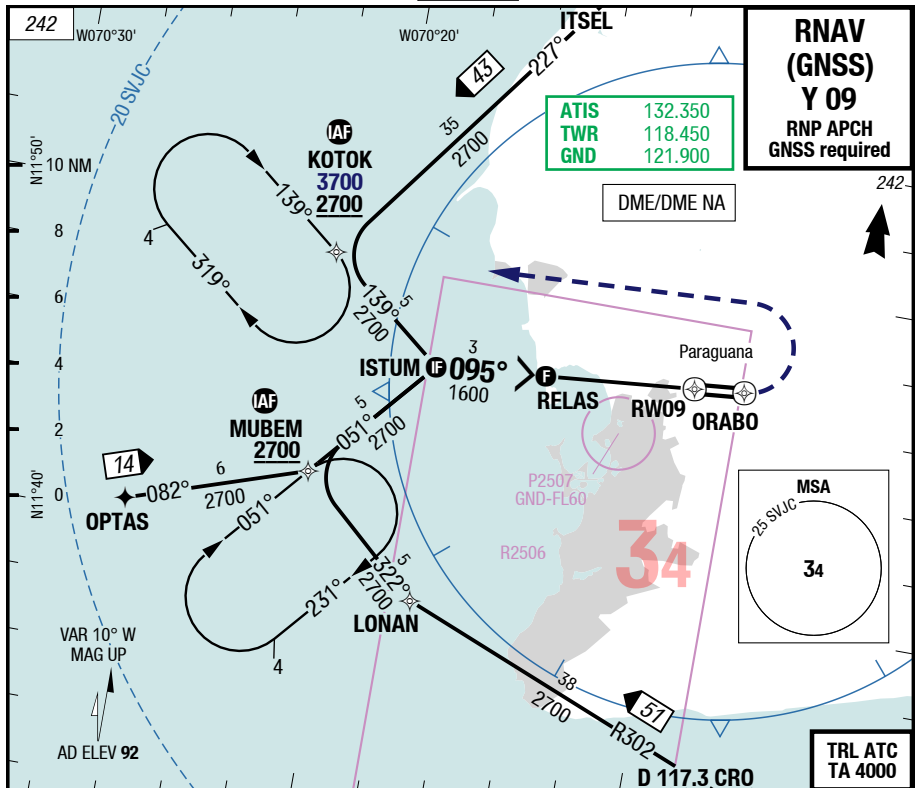 242
W070°30'
W070°20'
ITSEL
RNAV
(GNSS)
Y 09
RNP APCH
GNSS required
20 SVJC
227°
43
35
2700
ATIS 132.350
TWR 118.450
GND 121.900
DME/DME NA
242
N11°50'
10 NM
8
6
4
2
0
N11°40'
IAF
KOTOK
3700
2700
139°
4
319°
139°
5
2700
ISTUM
IF
095°
3
1600
F
RELAS
RW09
ORABO
Paraguana
IAF
MUBEM
2700
051°
5
2700
14
OPTAS
082°
6
2700
051°
231°
4
322°
5
2700
LONAN
P2507
GND-FL60
R2506
34
MSA
25 SVJC
34
38
2700
51
R302
D 117.3 CRO
VAR 10° W
MAG UP
AD ELEV 92
TRL ATC
TA 4000